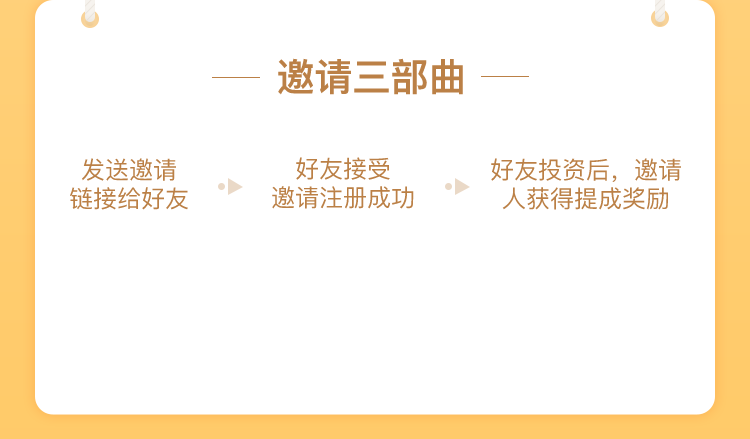 邀请三部曲
发送邀请
链接给好友
好友接受
邀请注册成功
好友投资后，邀请
人获得提成奖励